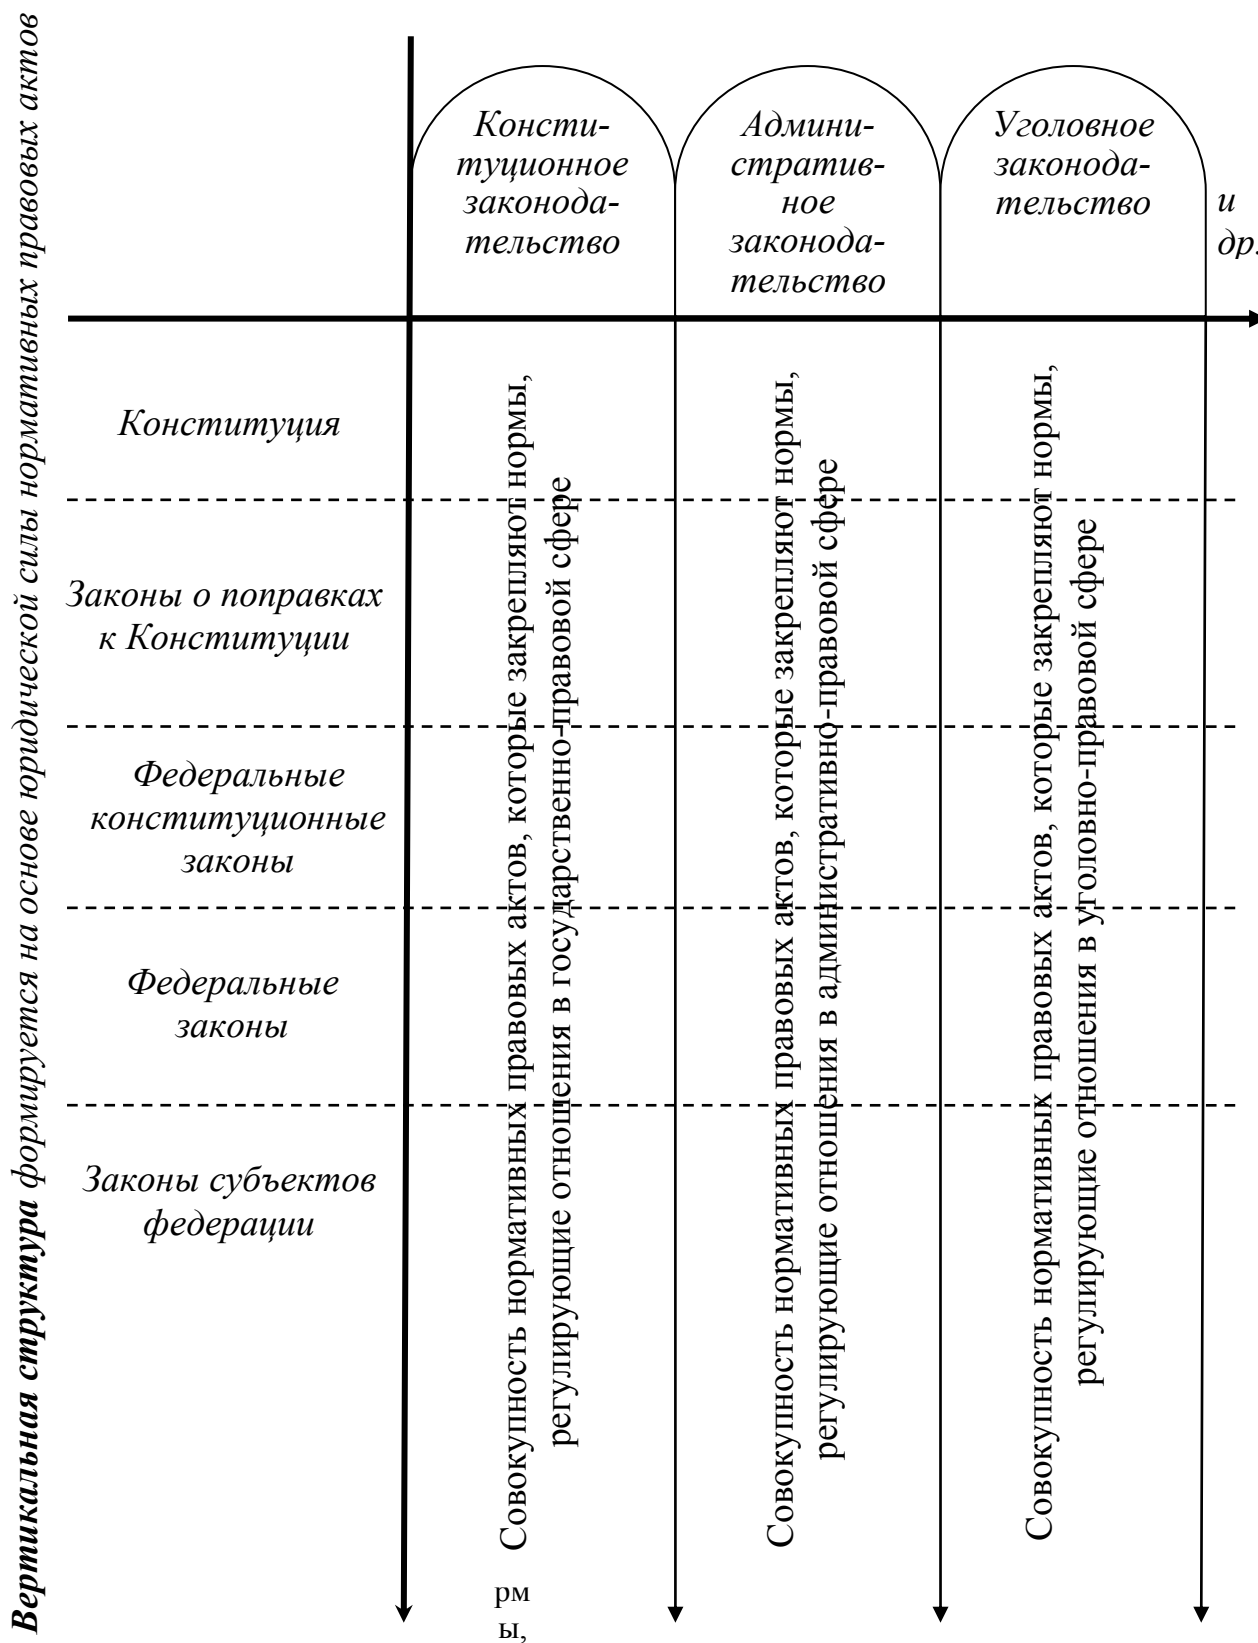 Вертикальная структура формируется на основе юридической силы нормативных правовых актов
Консти-
туционное
законода-
тельство
Админи-
стратив-
ное
законода-
тельство
Уголовное
законода-
тельство
и
др.
Конституция
Законы о поправках
к Конституции
Федеральные
конституционные
законы
Федеральные
законы
Законы субъектов
федерации
Совокупность нормативных правовых актов, которые закрепляют нормы,
регулирующие отношения в государственно-правовой сфере
Совокупность нормативных правовых актов, которые закрепляют нормы,
регулирующие отношения в административно-правовой сфере
Совокупность нормативных правовых актов, которые закрепляют нормы,
регулирующие отношения в уголовно-правовой сфере
рм
ы,